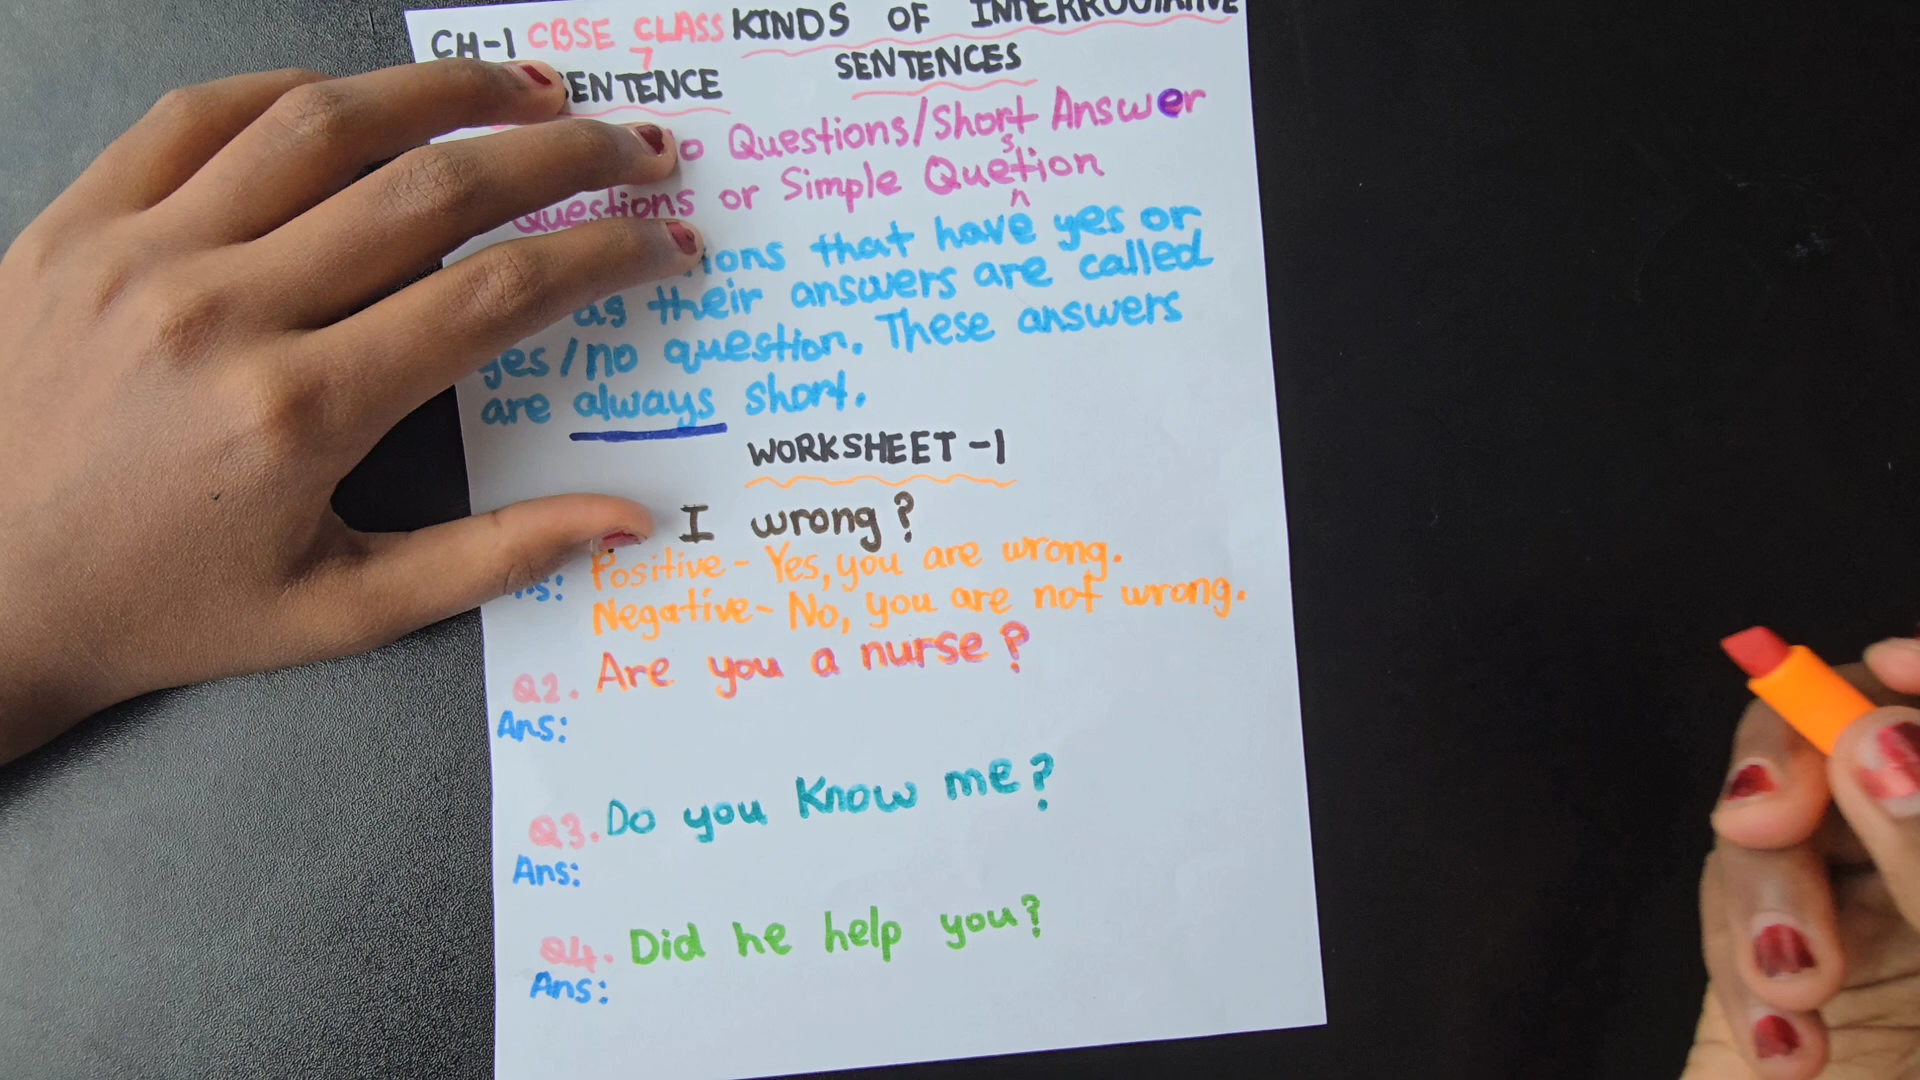 CH-1 CBSE CLASS 7 KINDS OF INTERROGATIVE
SENTENCE SENTENCES
Questions/Short Answer
Questions or Simple Question
that have yes or
as their answers are called
yes/no question. These answers
are always short.
WORKSHEET-1
I wrong?
Ans: Positive- Yes, you are wrong.
Negative- No, you are not wrong.
Q2. Are you a nurse?
Ans:
Q3. Do you know me?
Ans:
Q4. Did he help you?
Ans: